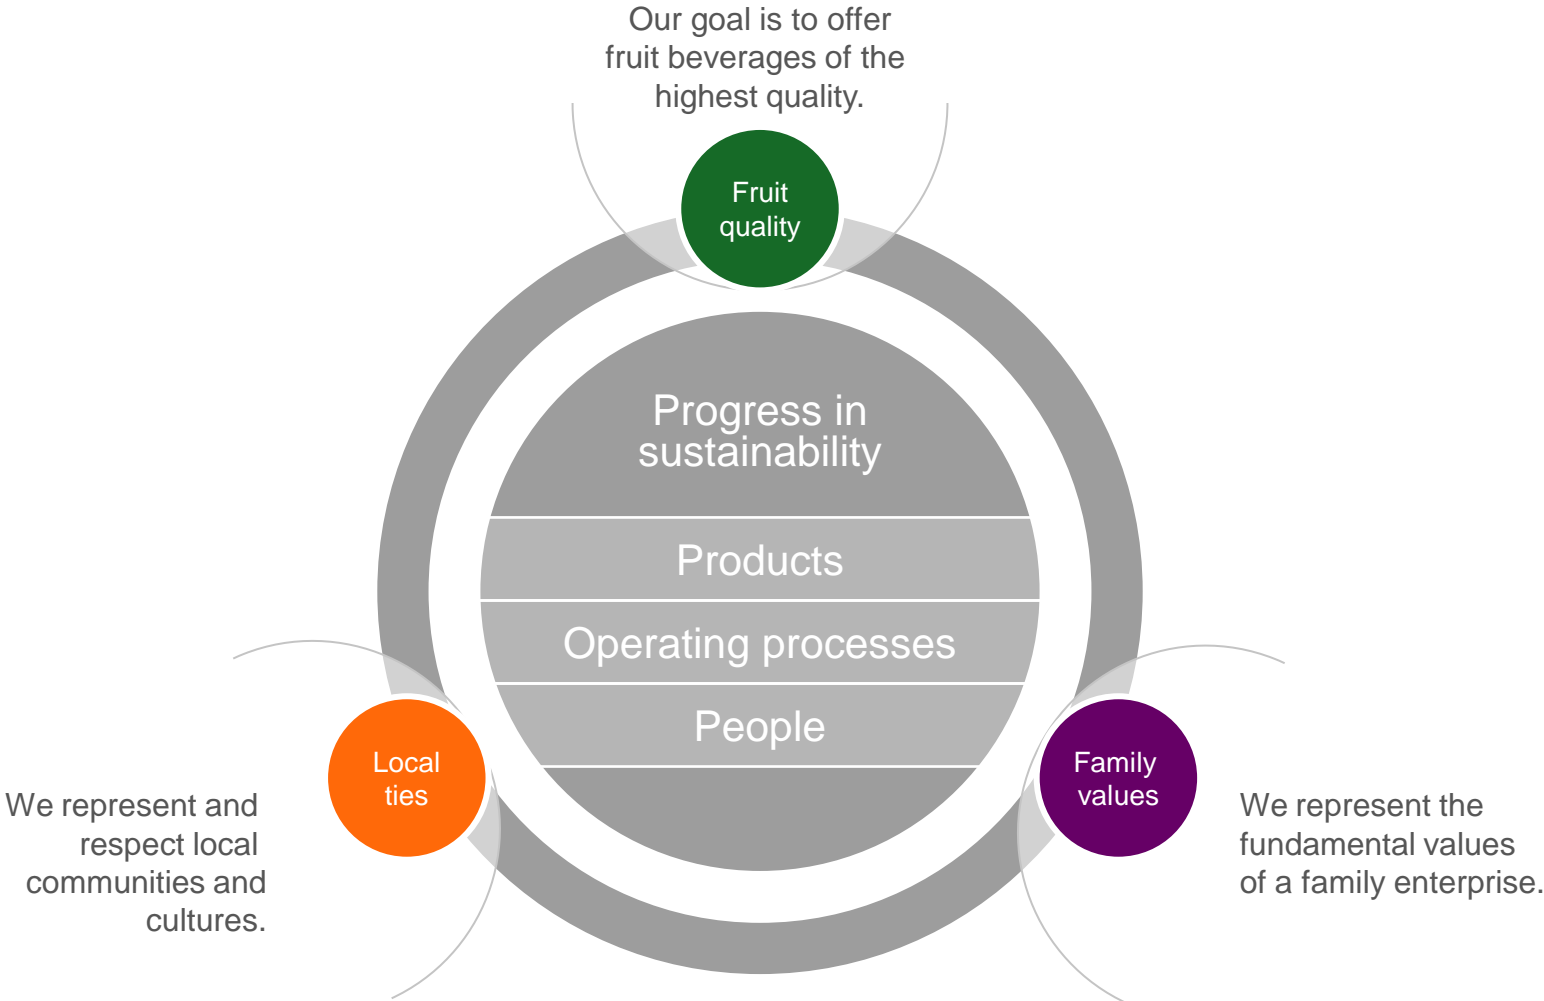 Our goal is to offer
fruit beverages of the
highest quality.
Fruit
quality
Progress in
sustainability
Products
Operating processes
People
Local
ties
We represent and
respect local
communities and
cultures.
Family
values
We represent the
fundamental values
of a family enterprise.